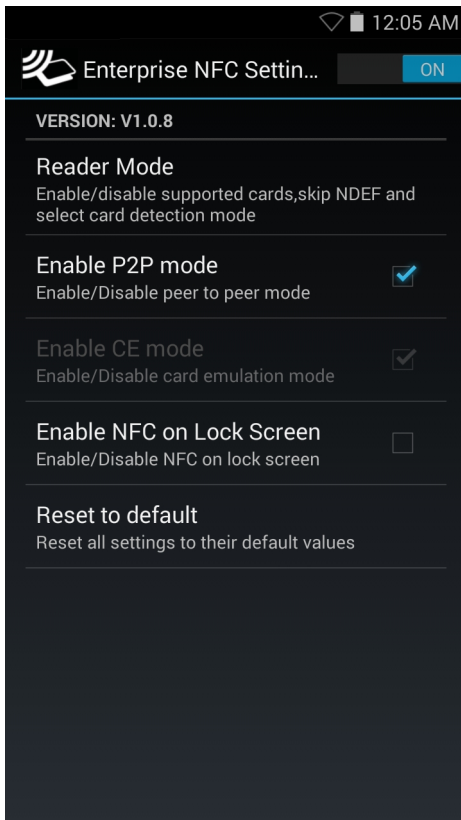 12:05 AM
Enterprise NFC Settin... ON
VERSION: V1.0.8
Reader Mode
Enable/disable supported cards,skip NDEF and
select card detection mode
Enable P2P mode
Enable/Disable peer to peer mode
Enable CE mode
Enable/Disable card emulation mode
Enable NFC on Lock Screen
Enable/Disable NFC on lock screen
Reset to default
Reset all settings to their default values